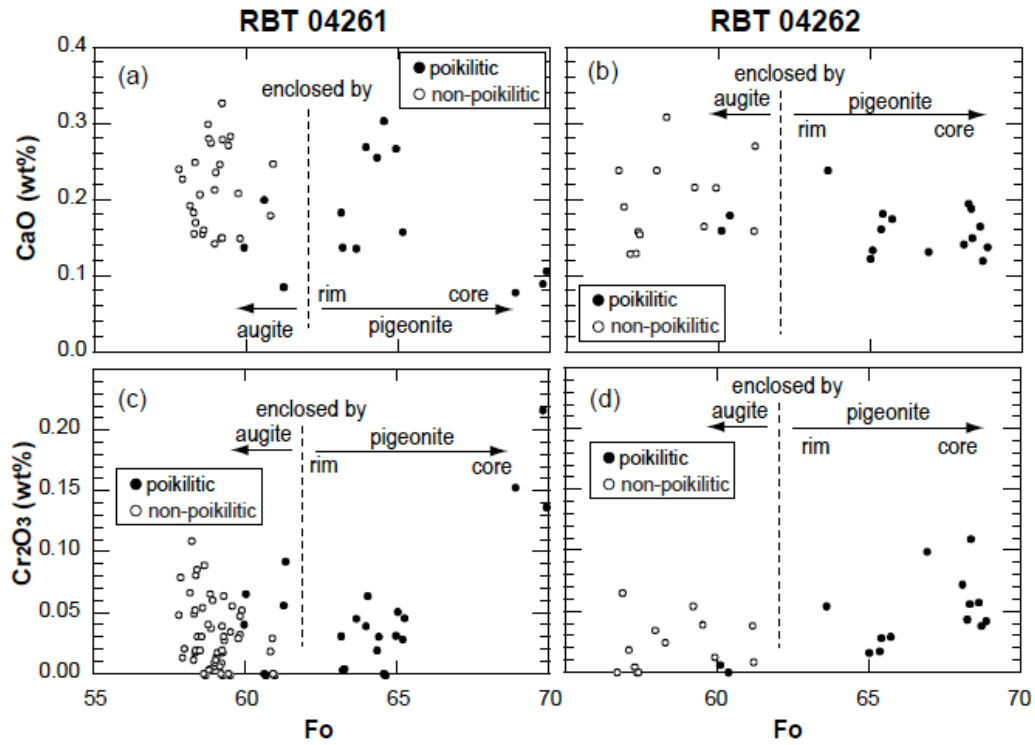 RBT 04261
RBT 04262
0.4
(a)
poikilitic
non-poikilitic
enclosed by
0.3
CaO (wt%)
0.2
0.1
rim
core
augite
pigeonite
0.0
(b)
enclosed by
augite
pigeonite
rim
core
poikilitic
non-poikilitic
60
65
70
(c)
enclosed by
0.20
augite
pigeonite
rim
core
0.15
poikilitic
non-poikilitic
Cr2O3 (wt%)
0.10
0.05
0.00
55
60
65
70
Fo
(d)
enclosed by
augite
pigeonite
rim
core
poikilitic
non-poikilitic
60
65
70
Fo